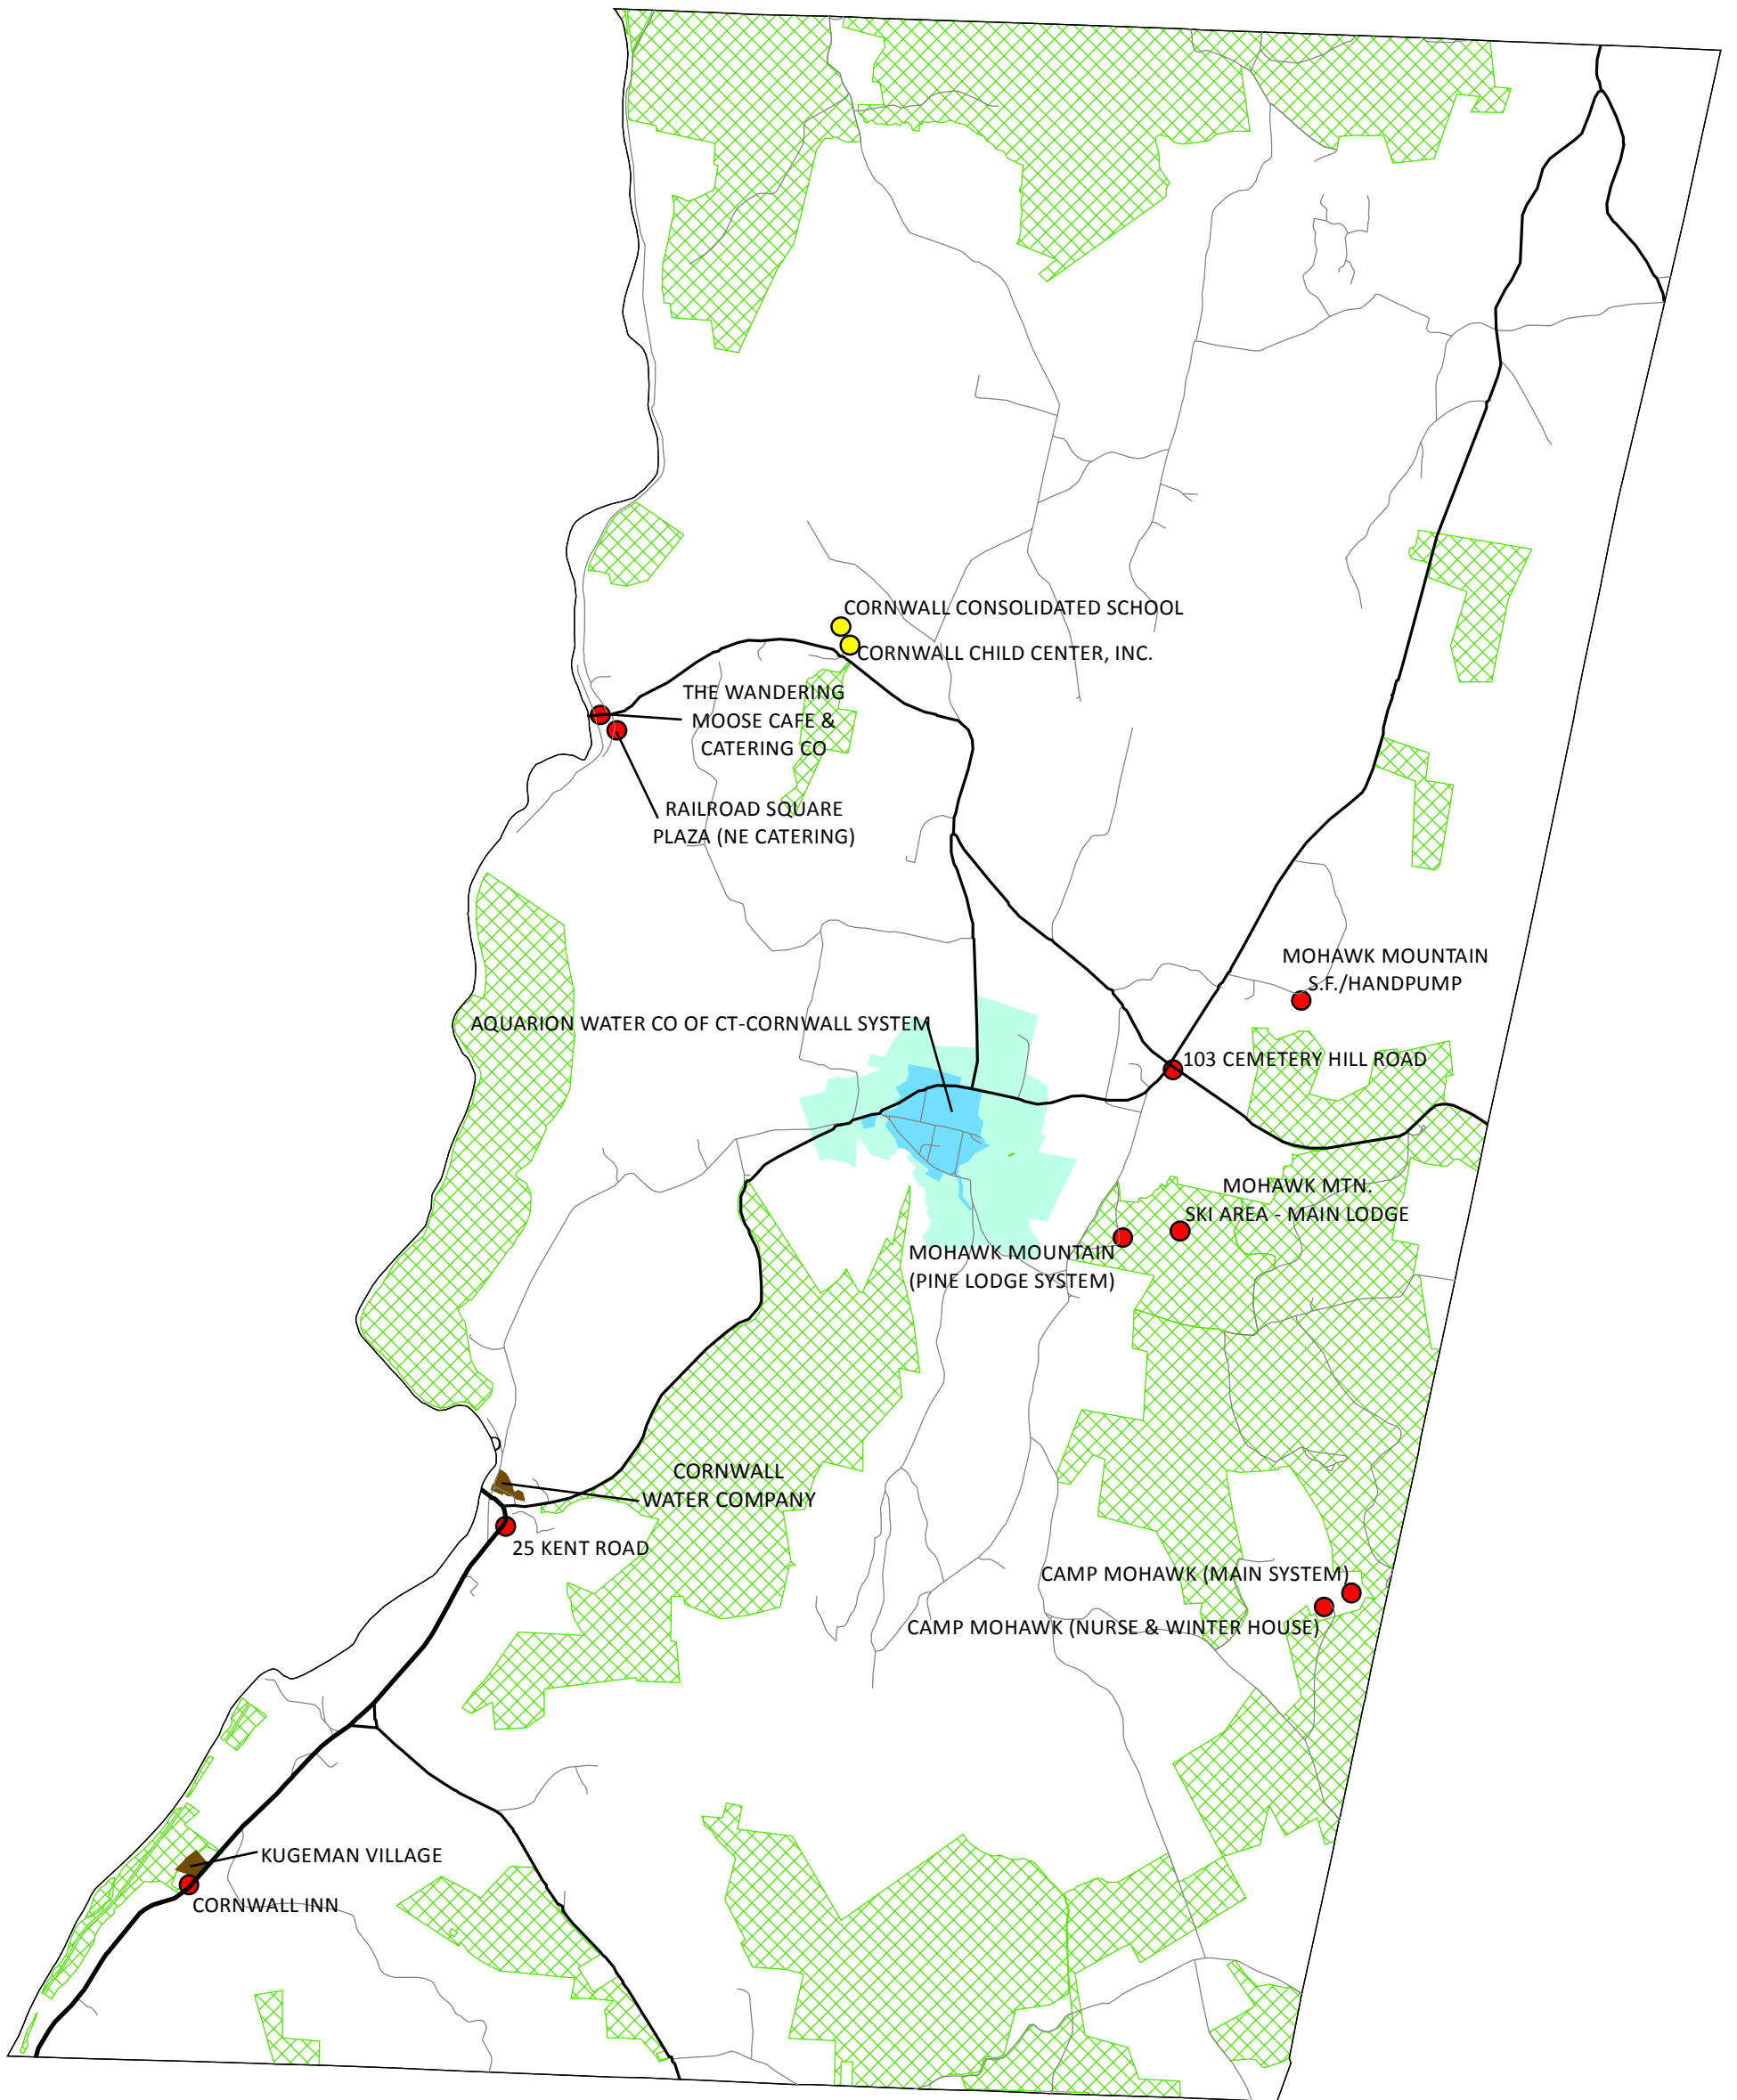 CORNWALL CONSOLIDATED SCHOOL
CORNWALL CHILD CENTER, INC.
THE WANDERING
MOOSE CAFE &
CATERING CO
RAILROAD SQUARE
PLAZA (NE CATERING)
MOHAWK MOUNTAIN
S.F./HANDPUMP
AQUARION WATER CO OF CT-CORNWALL SYSTEM
103 CEMETERY HILL ROAD
MOHAWK MTN.
SKI AREA - MAIN LODGE
MOHAWK MOUNTAIN
(PINE LODGE SYSTEM)
CORNWALL
WATER COMPANY
25 KENT ROAD
CAMP MOHAWK (MAIN SYSTEM)
CAMP MOHAWK (NURSE & WINTER HOUSE)
KUGEMAN VILLAGE
CORNWALL INN